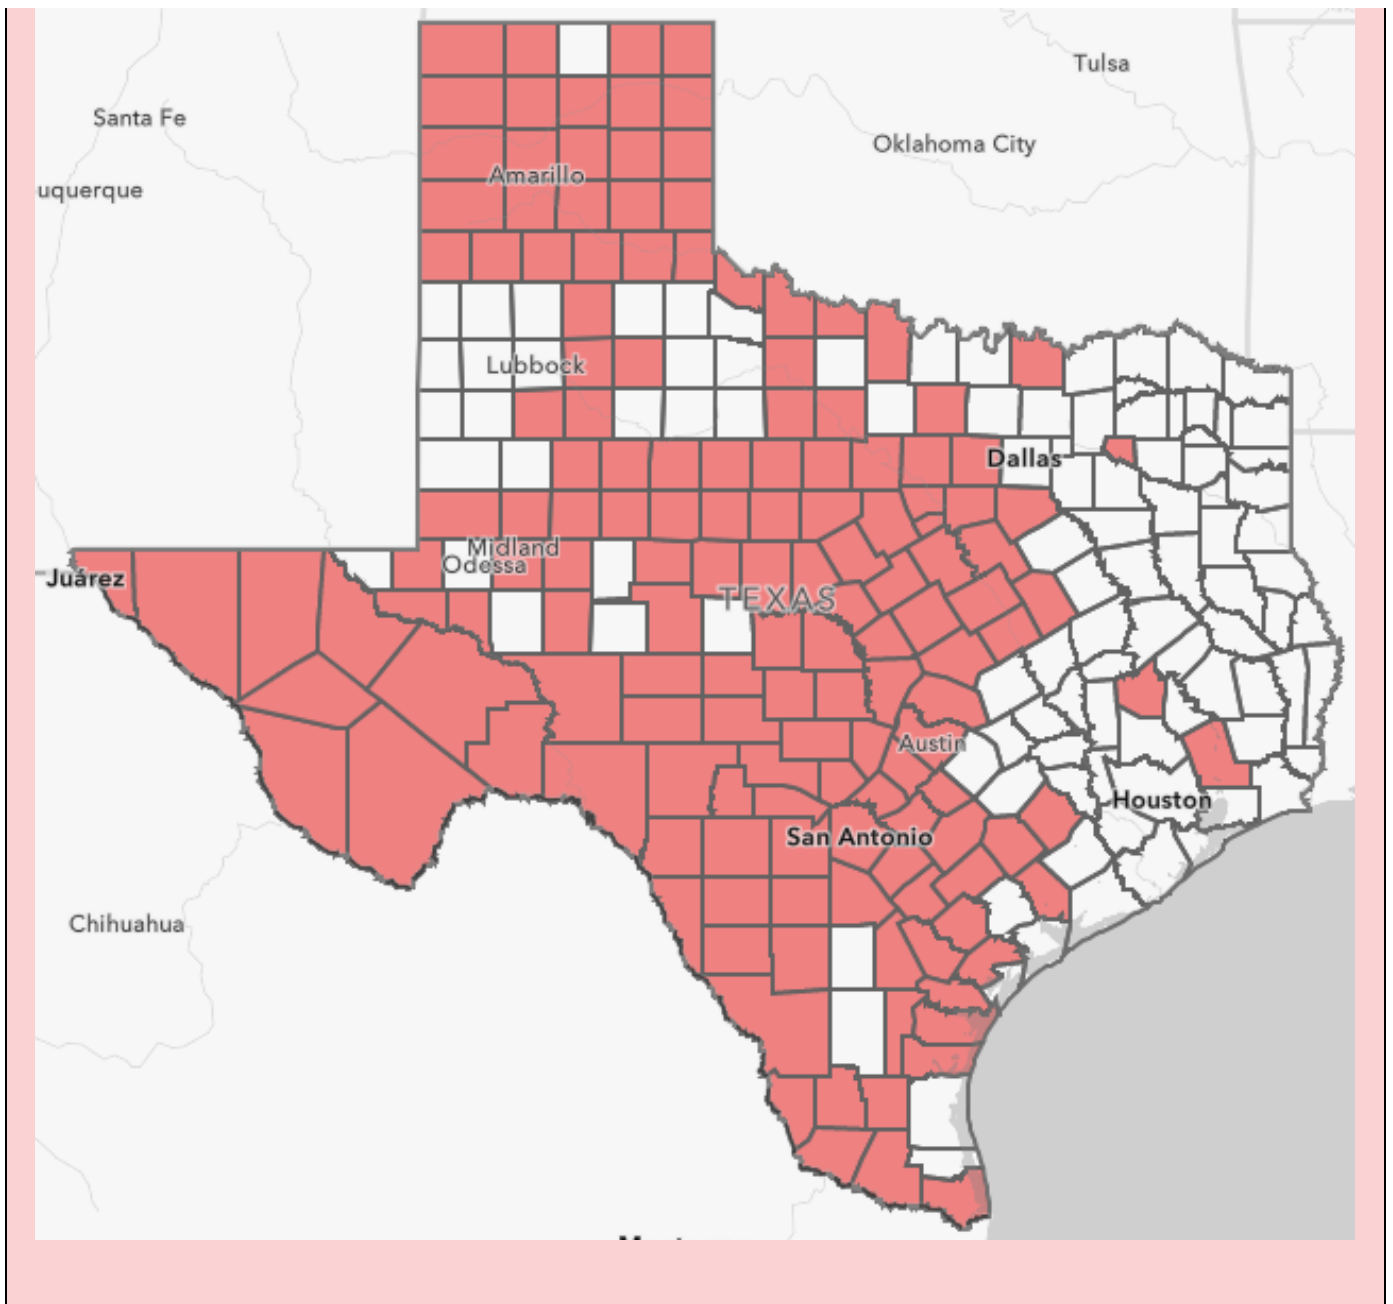 Tulsa
Santa Fe
Oklahoma City
Amarillo
uquerque
Lubbock
Dallas
Midland
Odessa
Juárez
TEXAS
Austin
Houston
San Antonio
Chihuahua